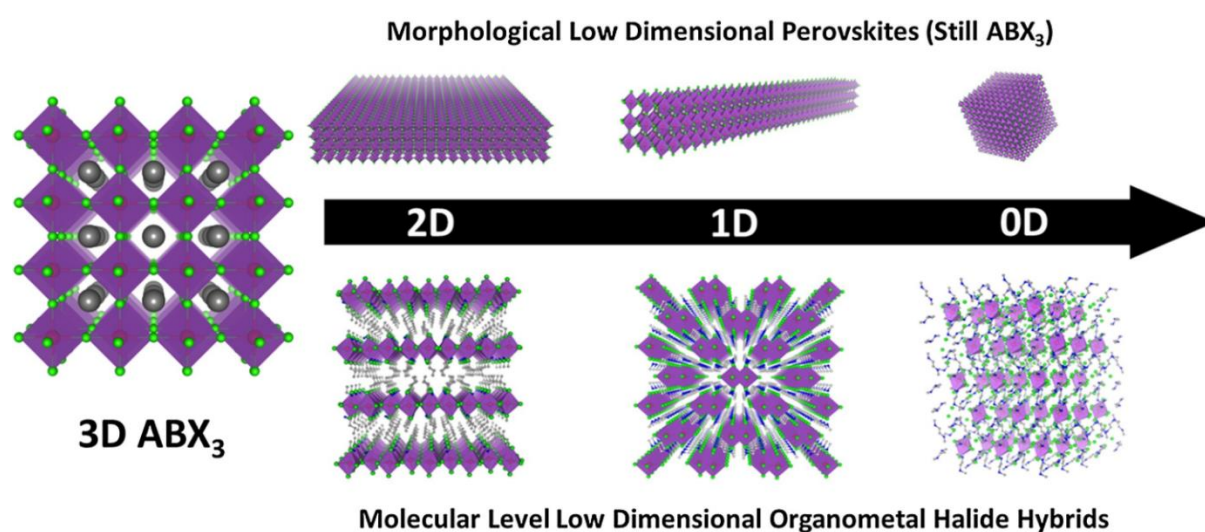 Morphological Low Dimensional Perovskites (Still ABX₃)
2D 1D 0D
3D ABX₃
Molecular Level Low Dimensional Organometal Halide Hybrids